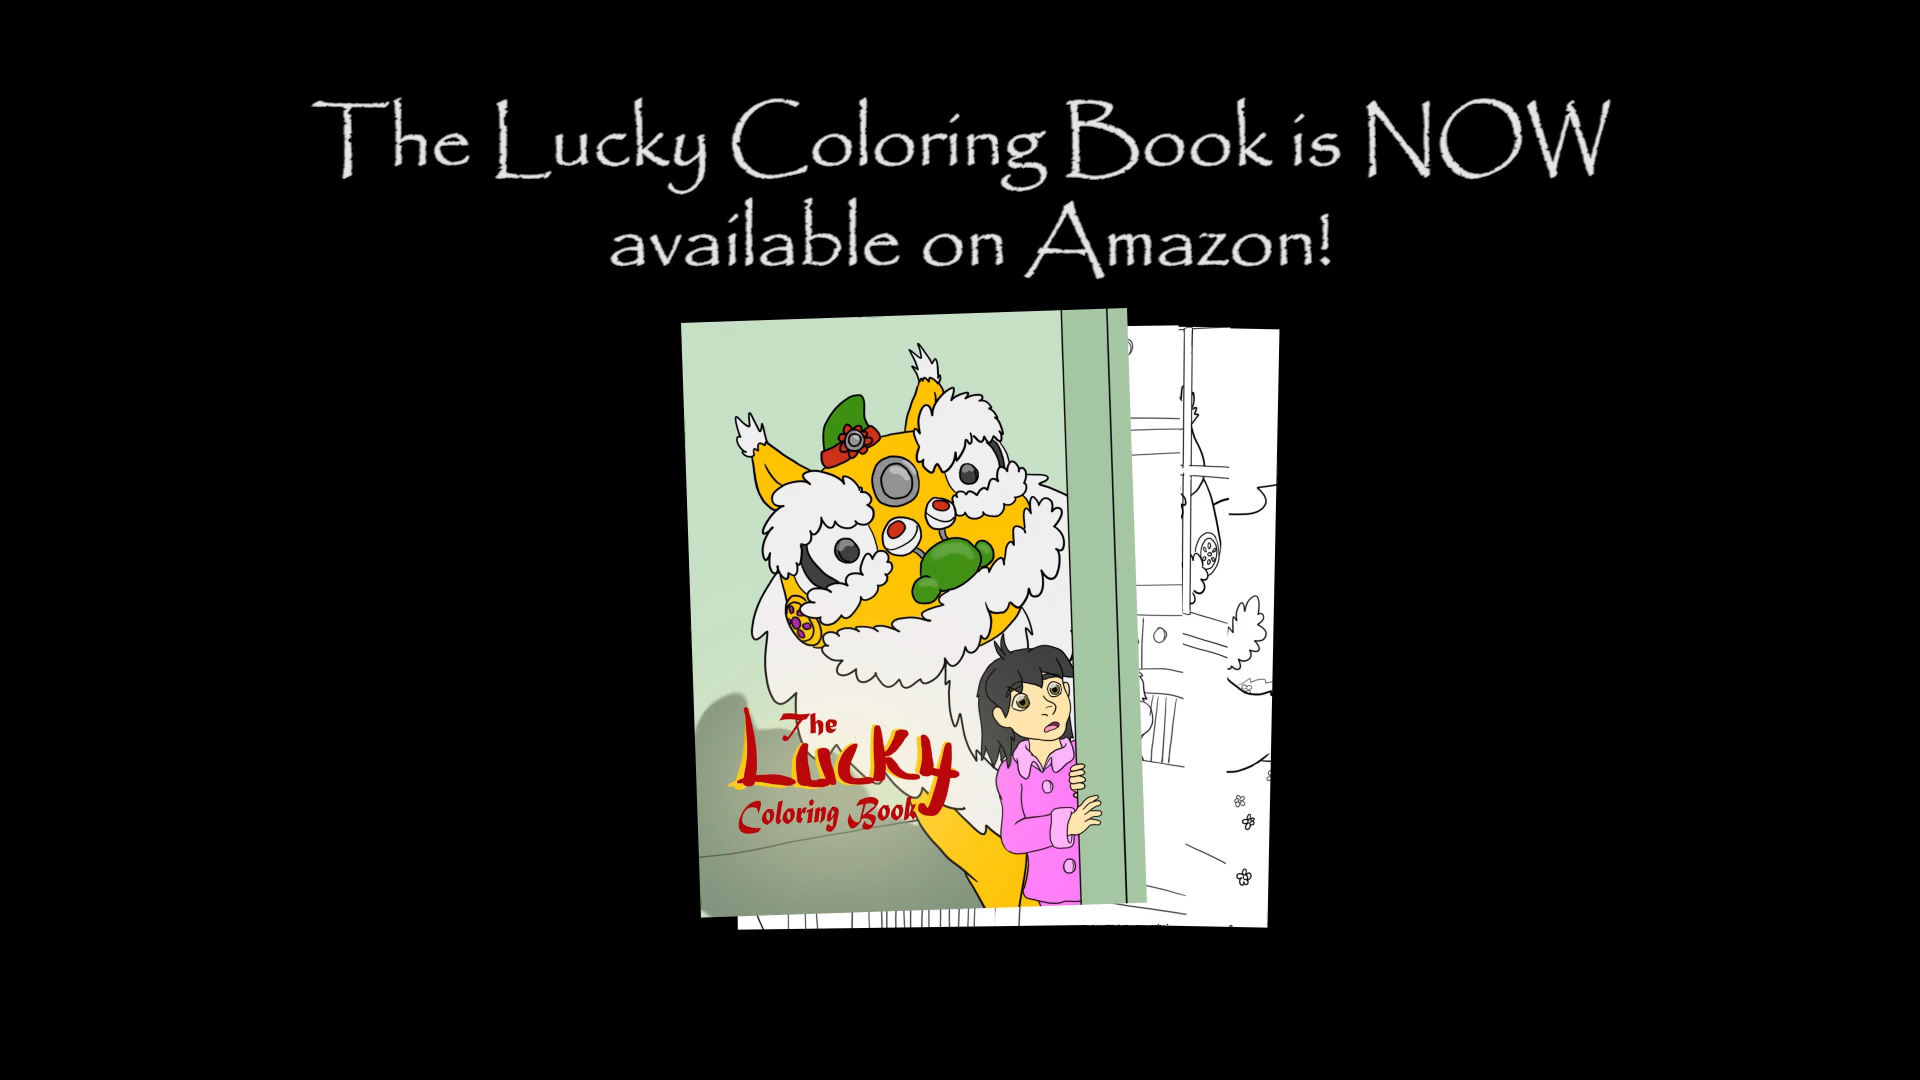 The Lucky Coloring Book is NOW
available on Amazon!
The
Lucky
Coloring Book